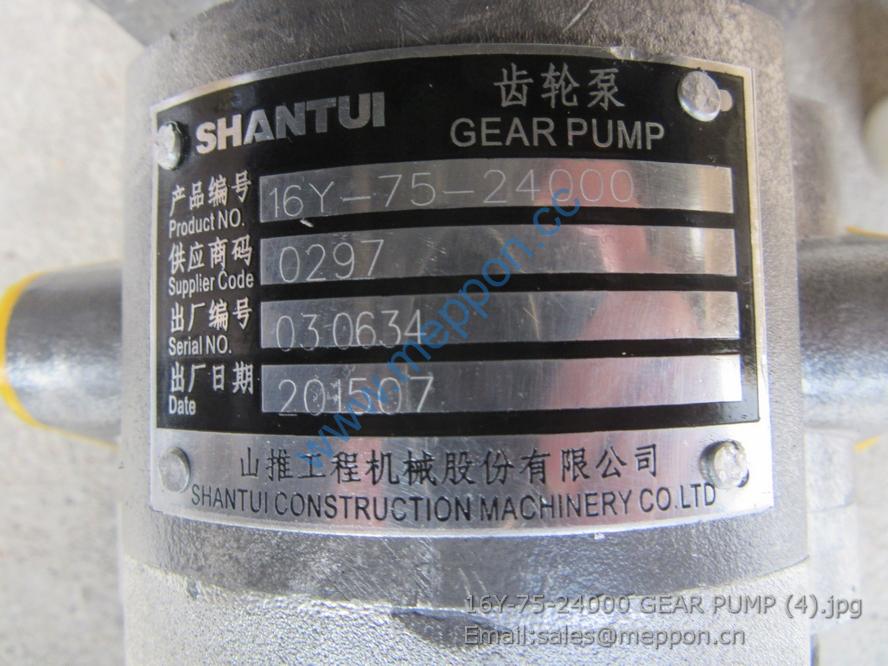 SHANTUI
齿轮泵
GEAR PUMP
产品编号
Product NO.
16Y-75-24000
供应商码
Supplier Code
0297
出厂编号
Serial NO.
030634
出厂日期
Date
201507
山推工程机械股份有限公司
SHANTUI CONSTRUCTION MACHINERY CO.LTD
www.meppon.cc
16Y-75-24000 GEAR PUMP (4).jpg
Email:sales@meppon.cn